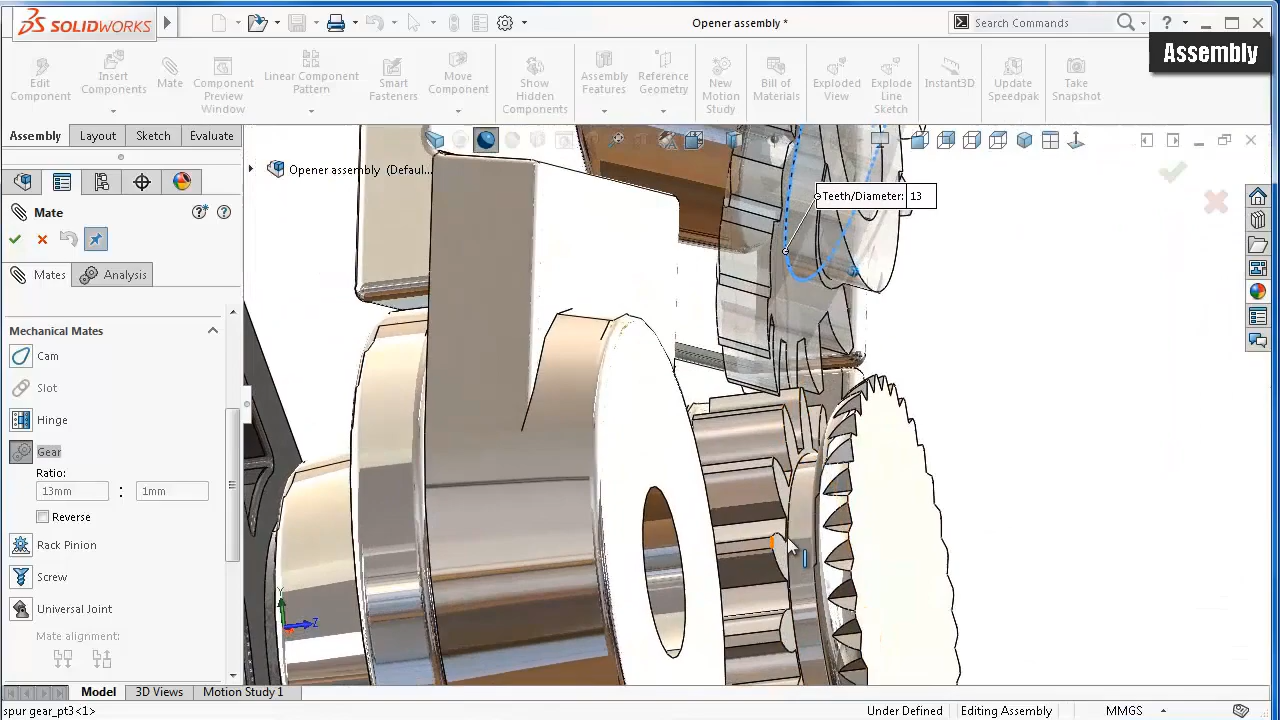 SOLIDWORKS
Opener assembly *
Search Commands
?
Assembly
Edit Component
Insert Components
Mate
Component Preview Window
Linear Component Pattern
Smart Fasteners
Move Component
Show Hidden Components
Assembly Features
Reference Geometry
New Motion Study
Bill of Materials
Exploded View
Explode Line Sketch
Instant3D
Update Speedpak
Take Snapshot
Assembly Layout Sketch Evaluate
Opener assembly (Defaul...
Mate
Teeth/Diameter: 13
Mates Analysis
Mechanical Mates
Cam
Slot
Hinge
Gear
Ratio:
13mm : 1mm
Reverse
Rack Pinion
Screw
Universal Joint
Mate alignment:
Y
Z
Model 3D Views Motion Study 1
spur gear_pt3<1> Under Defined Editing Assembly MMGS